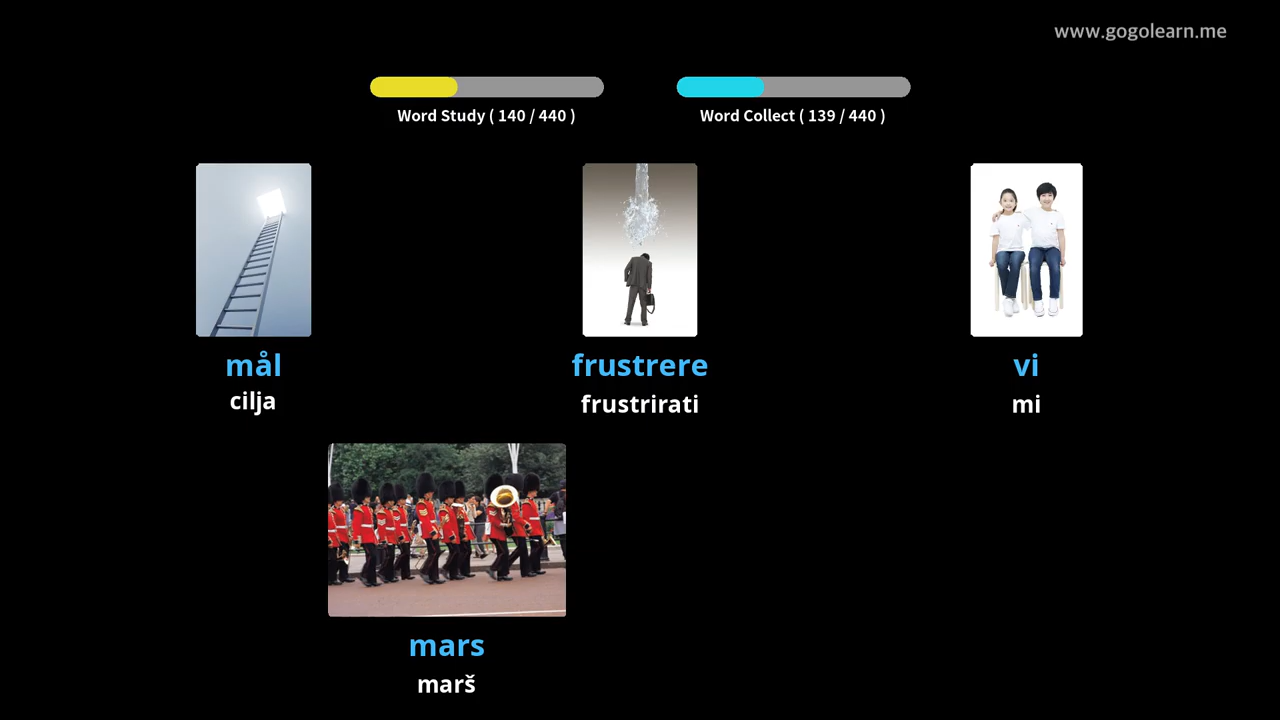 www.gogolearn.me
Word Study ( 140 / 440 )
Word Collect ( 139 / 440 )
mål
cilja
frustrere
frustrirati
vi
mi
mars
marš